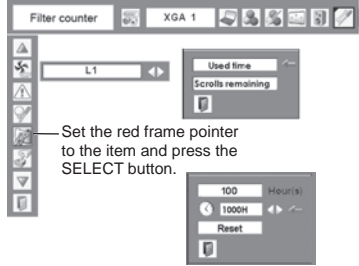 Filter counter
XGA 1
L1
Used time
Scrolls remaining
Set the red frame pointer
to the item and press the
SELECT button.
100 Hour(s)
1000H
Reset